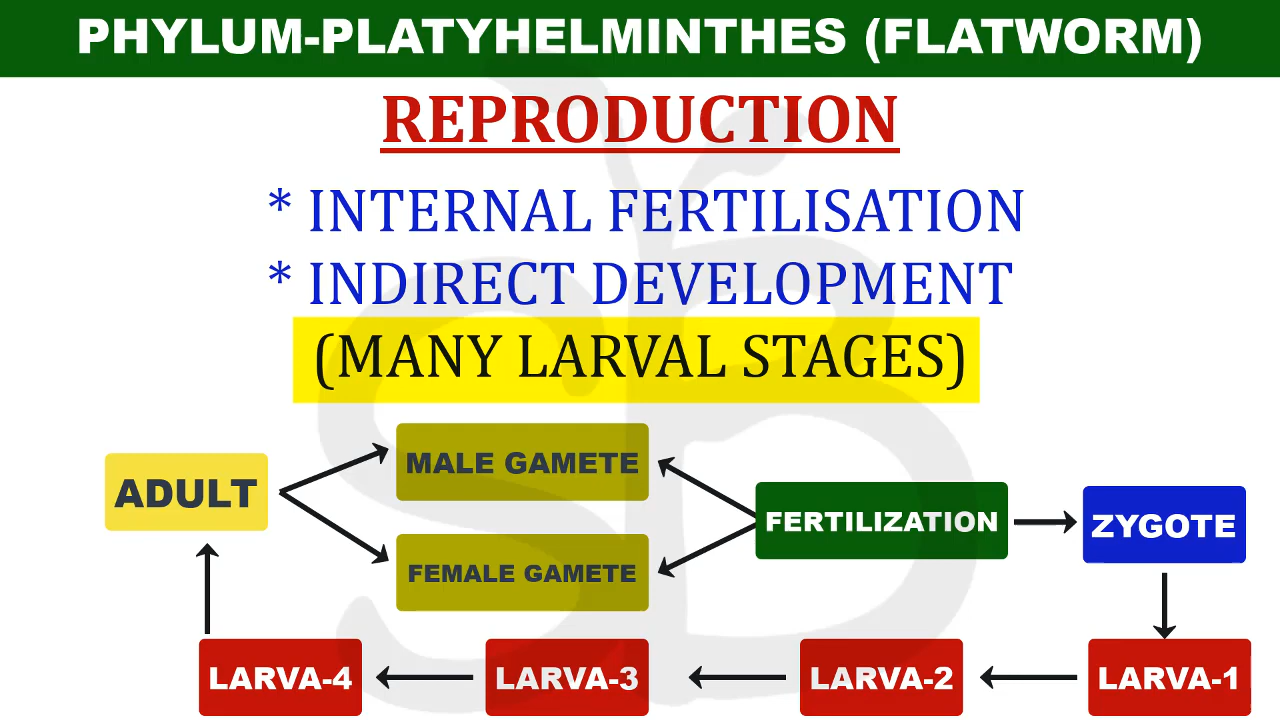 PHYLUM-PLATYHELMINTHES (FLATWORM)
REPRODUCTION
* INTERNAL FERTILISATION
* INDIRECT DEVELOPMENT
(MANY LARVAL STAGES)
ADULT
MALE GAMETE
FEMALE GAMETE
FERTILIZATION
ZYGOTE
LARVA-4
LARVA-3
LARVA-2
LARVA-1